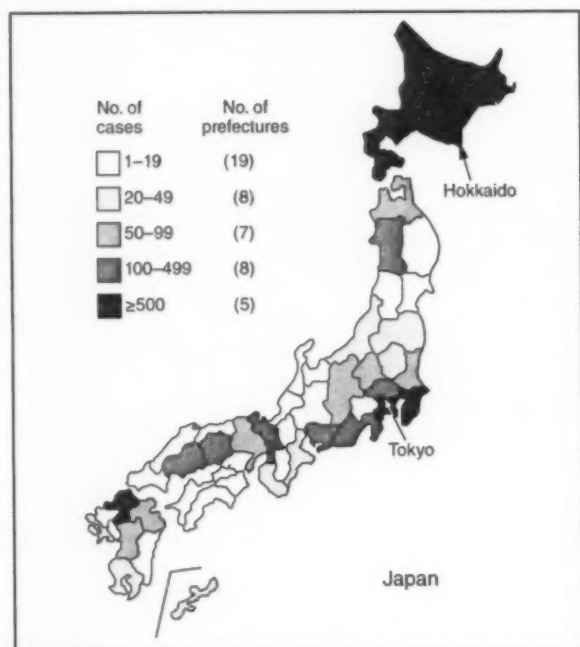 No. of No. of
cases prefectures
1–19 (19)
20–49 (8)
50–99 (7)
100–499 (8)
≥500 (5)
Hokkaido
Tokyo
Japan